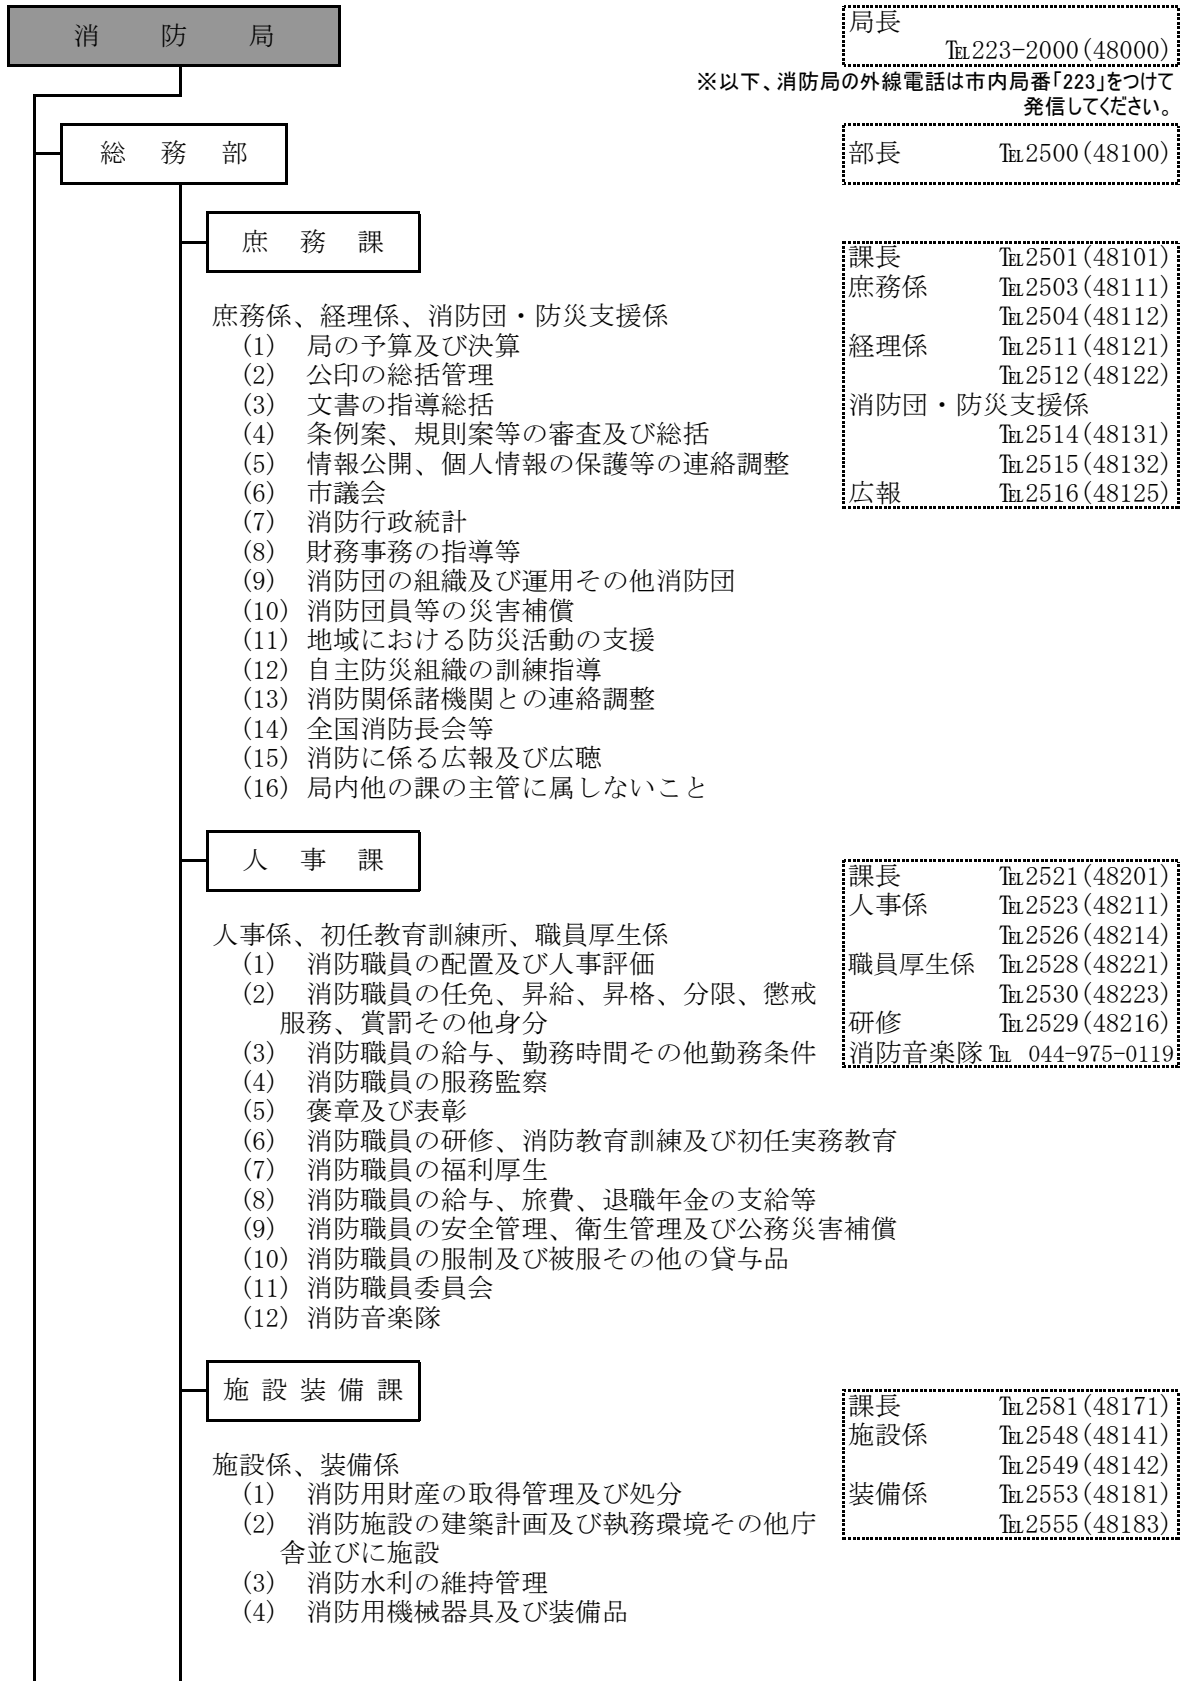 消　防　局
局長
℡223-2000(48000)
※以下、消防局の外線電話は市内局番「223」をつけて
発信してください。
総　務　部
部長　℡2500(48100)
庶　務　課
課長　℡2501(48101)
庶務係　℡2503(48111)
℡2504(48112)
経理係　℡2511(48121)
℡2512(48122)
消防団・防災支援係
℡2514(48131)
℡2515(48132)
広報　℡2516(48125)
庶務係、経理係、消防団・防災支援係
(1)　局の予算及び決算
(2)　公印の総括管理
(3)　文書の指導総括
(4)　条例案、規則案等の審査及び総括
(5)　情報公開、個人情報の保護等の連絡調整
(6)　市議会
(7)　消防行政統計
(8)　財務事務の指導等
(9)　消防団の組織及び運用その他消防団
(10) 消防団員等の災害補償
(11) 地域における防災活動の支援
(12) 自主防災組織の訓練指導
(13) 消防関係諸機関との連絡調整
(14) 全国消防長会等
(15) 消防に係る広報及び広聴
(16) 局内他の課の主管に属しないこと
人　事　課
課長　℡2521(48201)
人事係　℡2523(48211)
℡2526(48214)
職員厚生係　℡2528(48221)
℡2530(48223)
研修　℡2529(48216)
消防音楽隊 ℡ 044-975-0119
人事係、初任教育訓練所、職員厚生係
(1)　消防職員の配置及び人事評価
(2)　消防職員の任免、昇給、昇格、分限、懲戒
服務、賞罰その他身分
(3)　消防職員の給与、勤務時間その他勤務条件
(4)　消防職員の服務監察
(5)　褒章及び表彰
(6)　消防職員の研修、消防教育訓練及び初任実務教育
(7)　消防職員の福利厚生
(8)　消防職員の給与、旅費、退職年金の支給等
(9)　消防職員の安全管理、衛生管理及び公務災害補償
(10) 消防職員の服制及び被服その他の貸与品
(11) 消防職員委員会
(12) 消防音楽隊
施 設 装 備 課
課長　℡2581(48171)
施設係　℡2548(48141)
℡2549(48142)
装備係　℡2553(48181)
℡2555(48183)
施設係、装備係
(1)　消防用財産の取得管理及び処分
(2)　消防施設の建築計画及び執務環境その他庁
舎並びに施設
(3)　消防水利の維持管理
(4)　消防用機械器具及び装備品